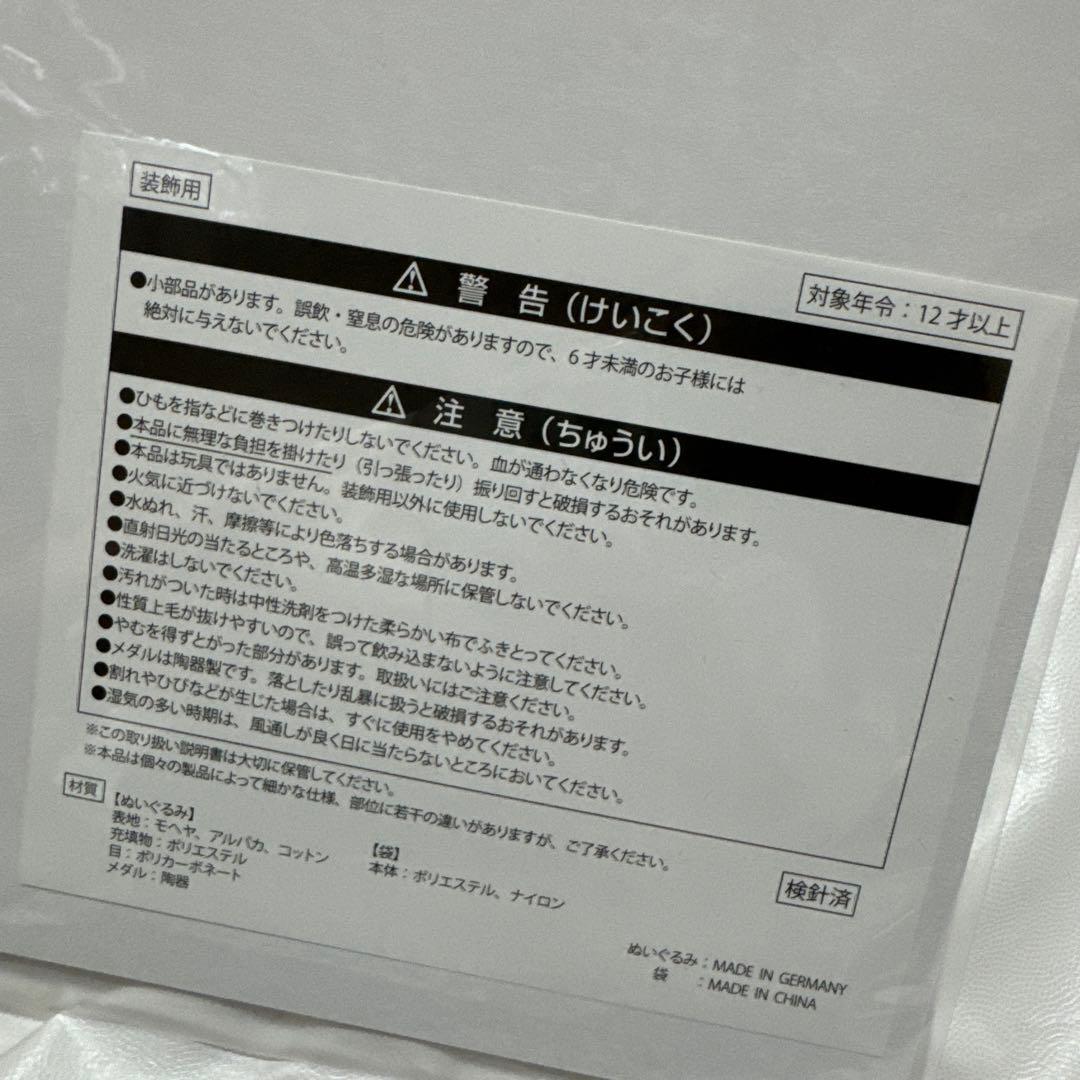 装飾用
対象年令：12才以上
⚠ 警 告（けいこく）
●小部品があります。誤飲・窒息の危険がありますので、6才未満のお子様には
絶対に与えないでください。
⚠ 注 意（ちゅうい）
●ひもを指などに巻きつけたりしないでください。血が通わなくなり危険です。
●本品に無理な負担を掛けたり（引っ張ったり）振り回すと破損するおそれがあります。
●本品は玩具ではありません。装飾用以外に使用しないでください。
●火気に近づけないでください。
●水ぬれ、汗、摩擦等により色落ちする場合があります。
●直射日光の当たるところや、高温多湿な場所に保管しないでください。
●洗濯はしないでください。
●汚れがついた時は中性洗剤をつけた柔らかい布でふきとってください。
●性質上毛が抜けやすいので、誤って飲み込まないように注意してください。
●やむを得ずとがった部分があります。取扱いにはご注意ください。
●メダルは陶器製です。落としたり乱暴に扱うと破損するおそれがあります。
●割れやひびなどが生じた場合は、すぐに使用をやめてください。
●湿気の多い時期は、風通しが良く日に当たらないところにおいてください。
※この取り扱い説明書は大切に保管してください。
※本品は個々の製品によって細かな仕様、部位に若干の違いがありますが、ご了承ください。
材質
【ぬいぐるみ】
表地：モヘヤ、アルパカ、コットン
充填物：ポリエステル
目：ポリカーボネート
メダル：陶器
【袋】
本体：ポリエステル、ナイロン
検針済
ぬいぐるみ：MADE IN GERMANY
袋 ：MADE IN CHINA